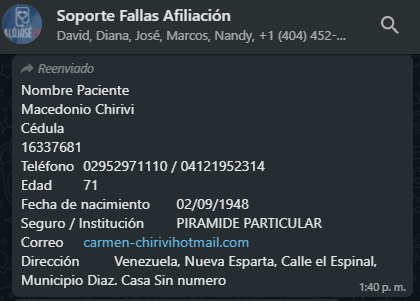 Soporte Fallas Afiliación
David, Diana, José, Marcos, Nandy, +1 (404) 452-...
ALÓJOSÉ
Reenviado
Nombre Paciente
Macedonio Chirivi
Cédula
16337681
Teléfono 02952971110 / 04121952314
Edad 71
Fecha de nacimiento 02/09/1948
Seguro / Institución PIRAMIDE PARTICULAR
Correo carmen-chirivihotmail.com
Dirección Venezuela, Nueva Esparta, Calle el Espinal,
Municipio Diaz. Casa Sin numero
1:40 p. m.